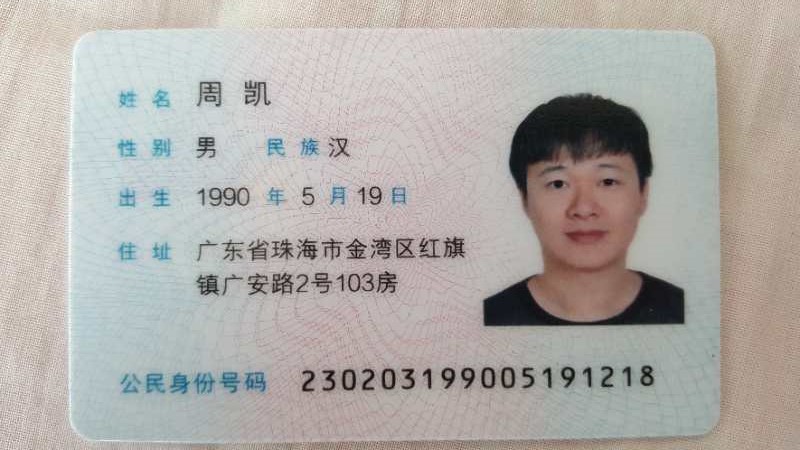 姓名 周凯
性别 男 民族 汉
出生 1990 年 5 月 19 日
住址 广东省珠海市金湾区红旗
镇广安路2号103房
公民身份号码 230203199005191218